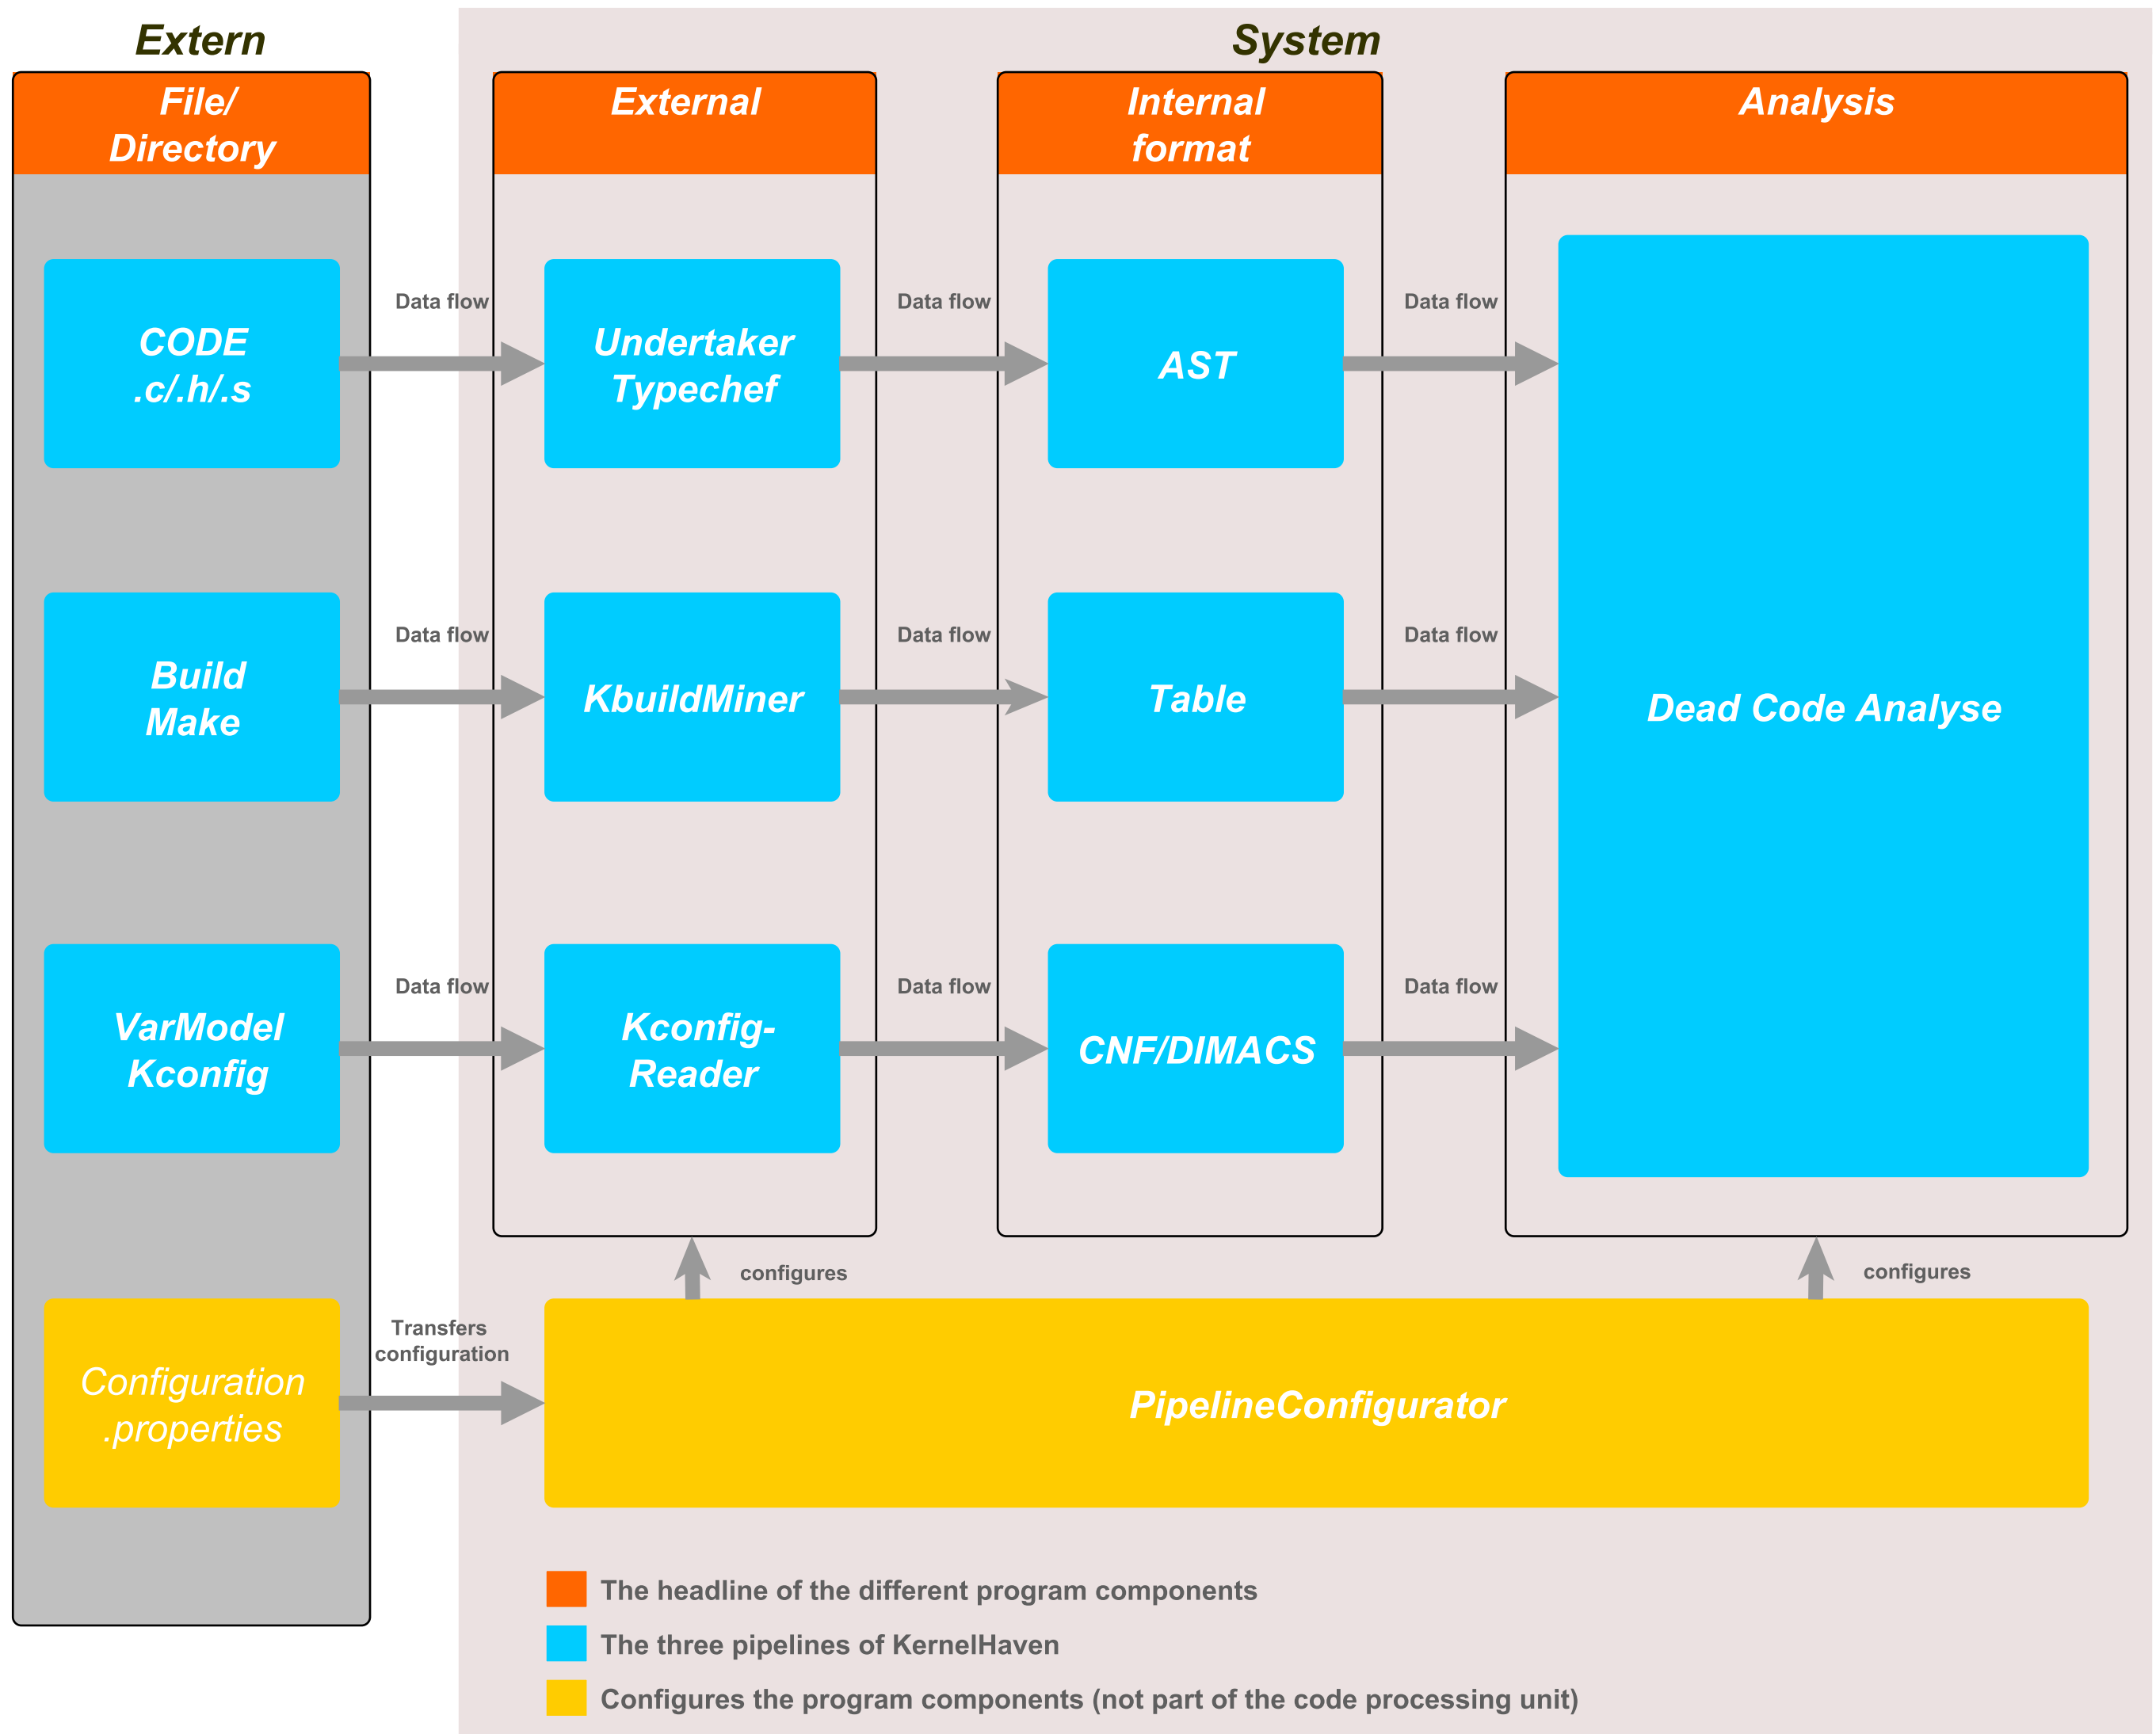 Extern
System
File/
Directory
External
Internal
format
Analysis
CODE
.c/.h/.s
Data flow
Undertaker
Typechef
Data flow
AST
Data flow
Build
Make
Data flow
KbuildMiner
Data flow
Table
Data flow
Dead Code Analyse
VarModel
Kconfig
Data flow
Kconfig-
Reader
Data flow
CNF/DIMACS
Data flow
configures
configures
Configuration
.properties
Transfers
configuration
PipelineConfigurator
The headline of the different program components
The three pipelines of KernelHaven
Configures the program components (not part of the code processing unit)